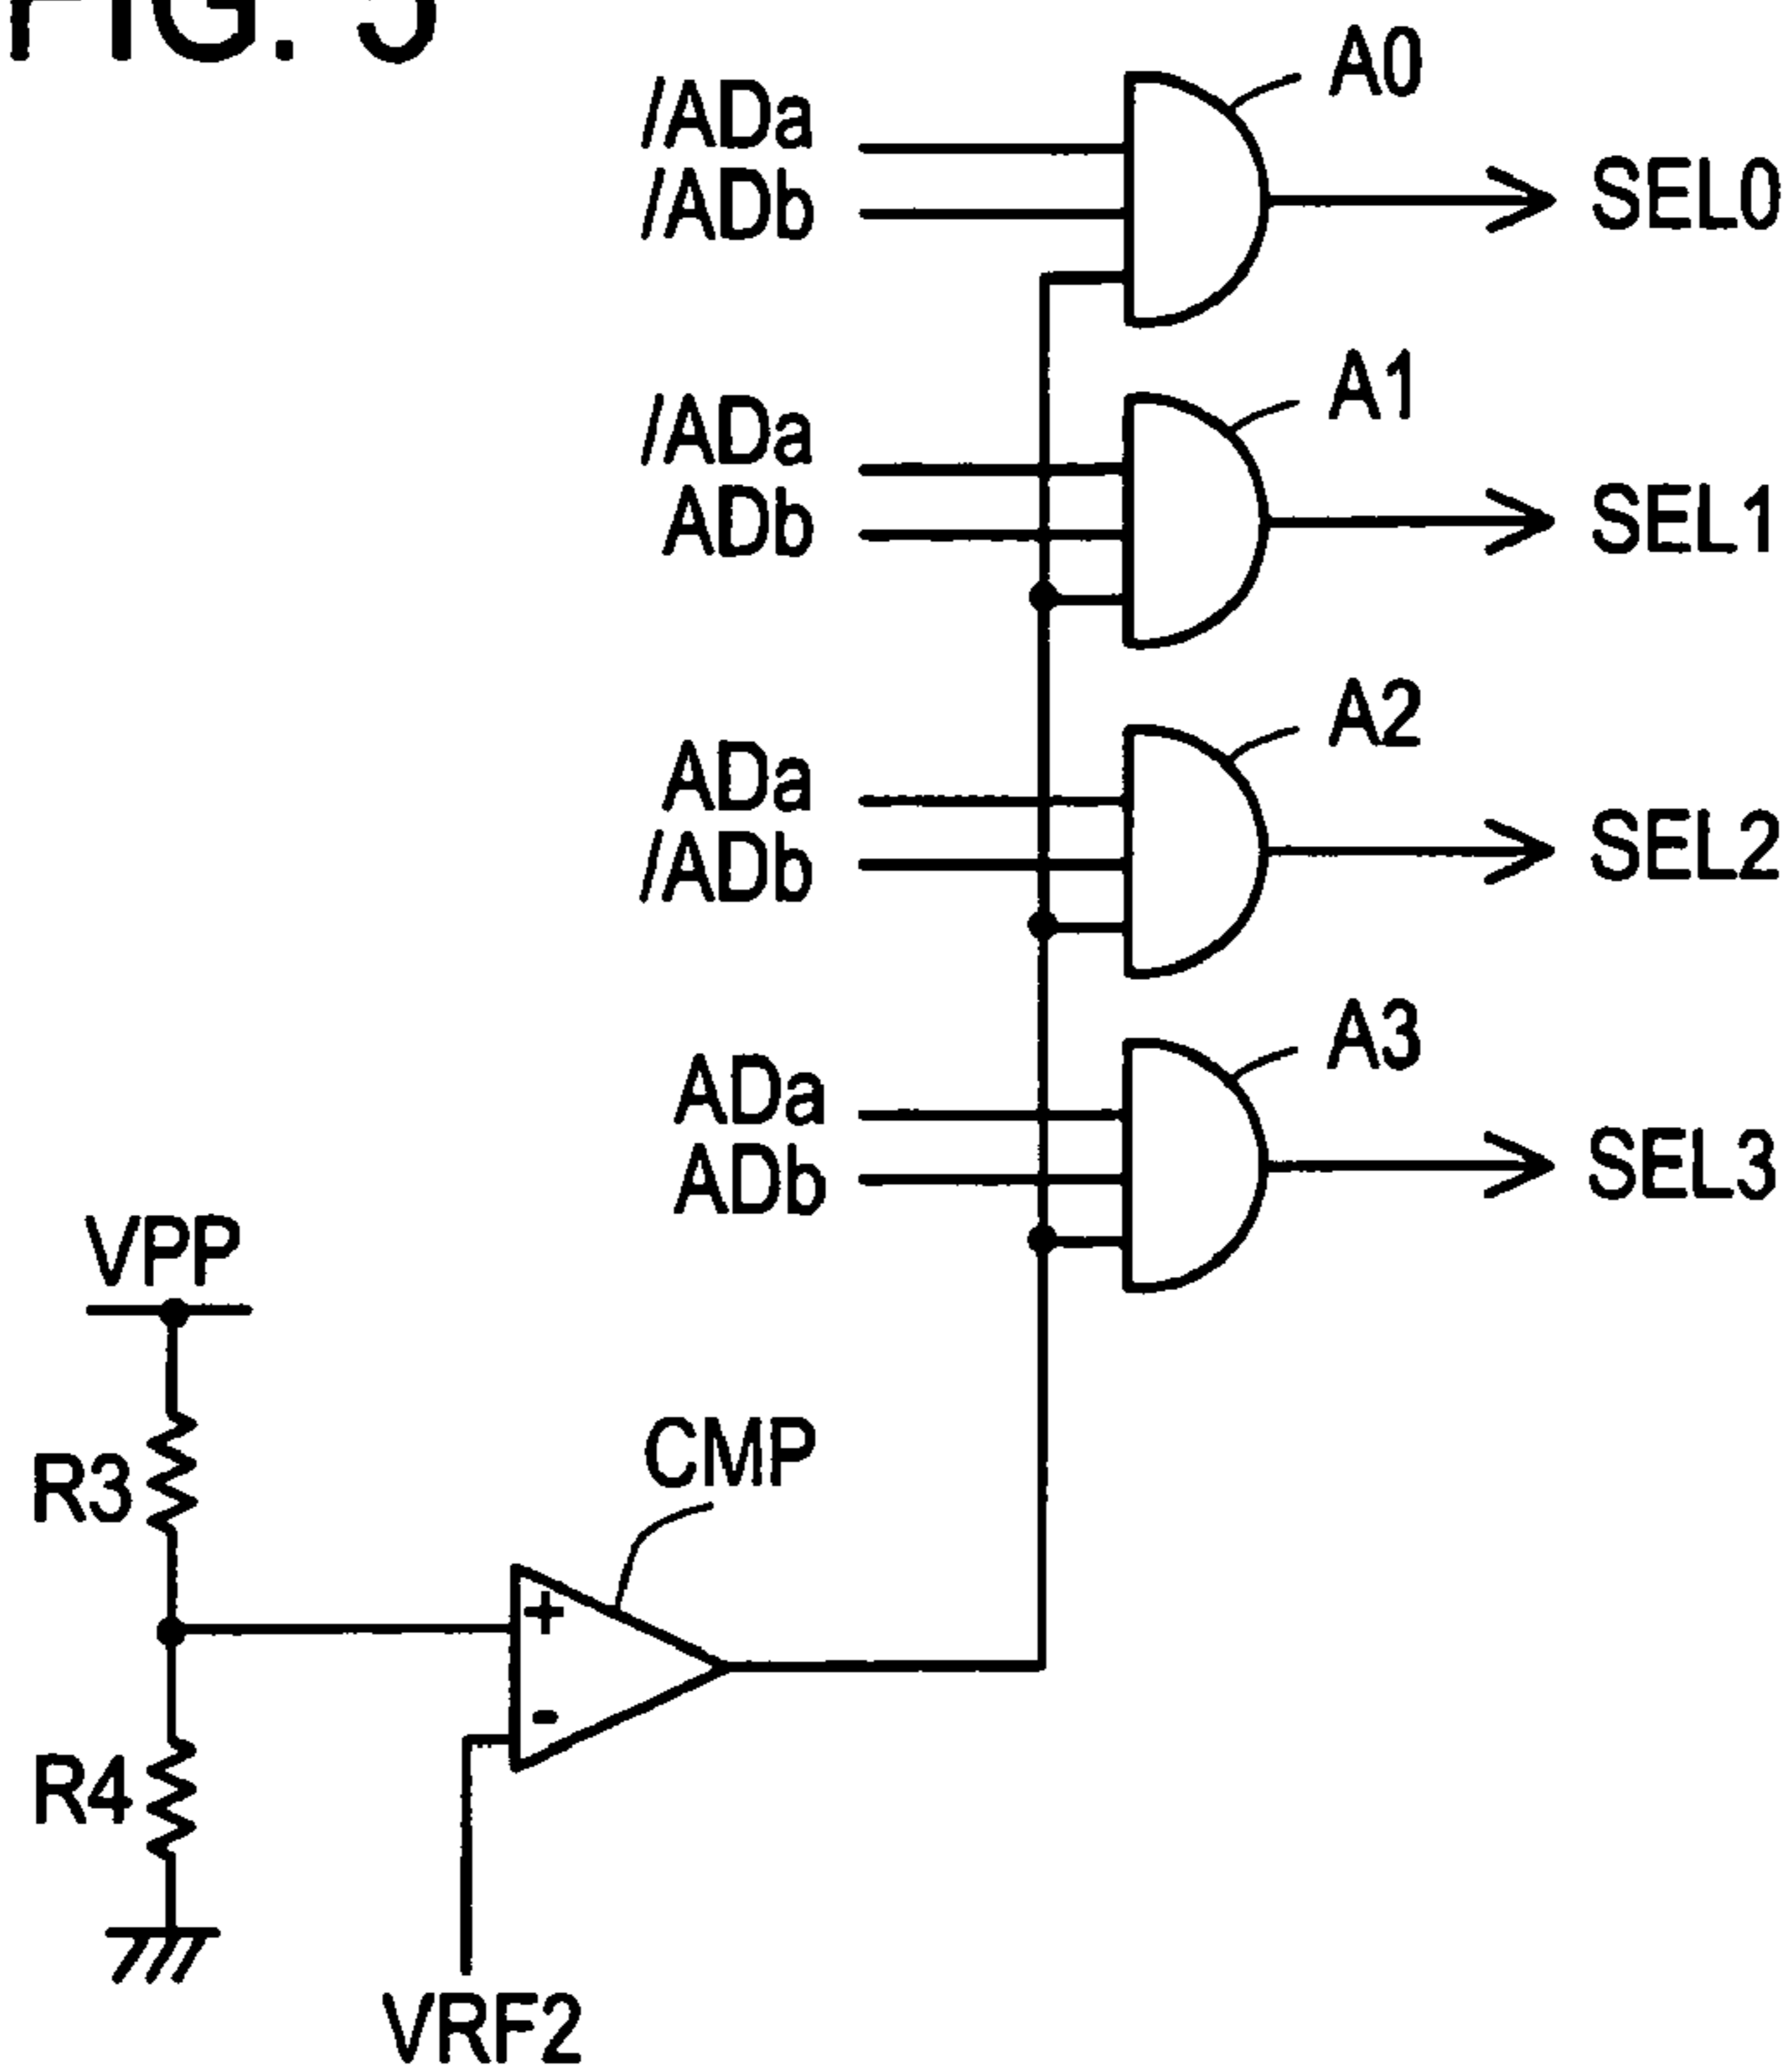 FIG. 5
A0
/ADa
/ADb
SEL0
A1
/ADa
ADb
SEL1
A2
ADa
/ADb
SEL2
A3
ADa
ADb
SEL3
VPP
R3
CMP
+
-
R4
VRF2